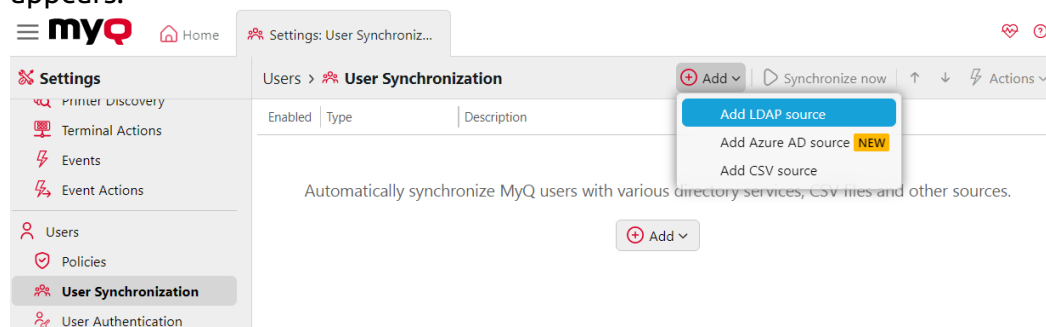 appears.
myQ Home Settings: User Synchroniz...
Settings Users > User Synchronization Add Synchronize now Actions
Printer Discovery
Enabled Type Description Add LDAP source
Terminal Actions
Add Azure AD source NEW
Events
Add CSV source
Event Actions
Automatically synchronize MyQ users with various directory services, CSV files and other sources.
Users
Add
Policies
User Synchronization
User Authentication